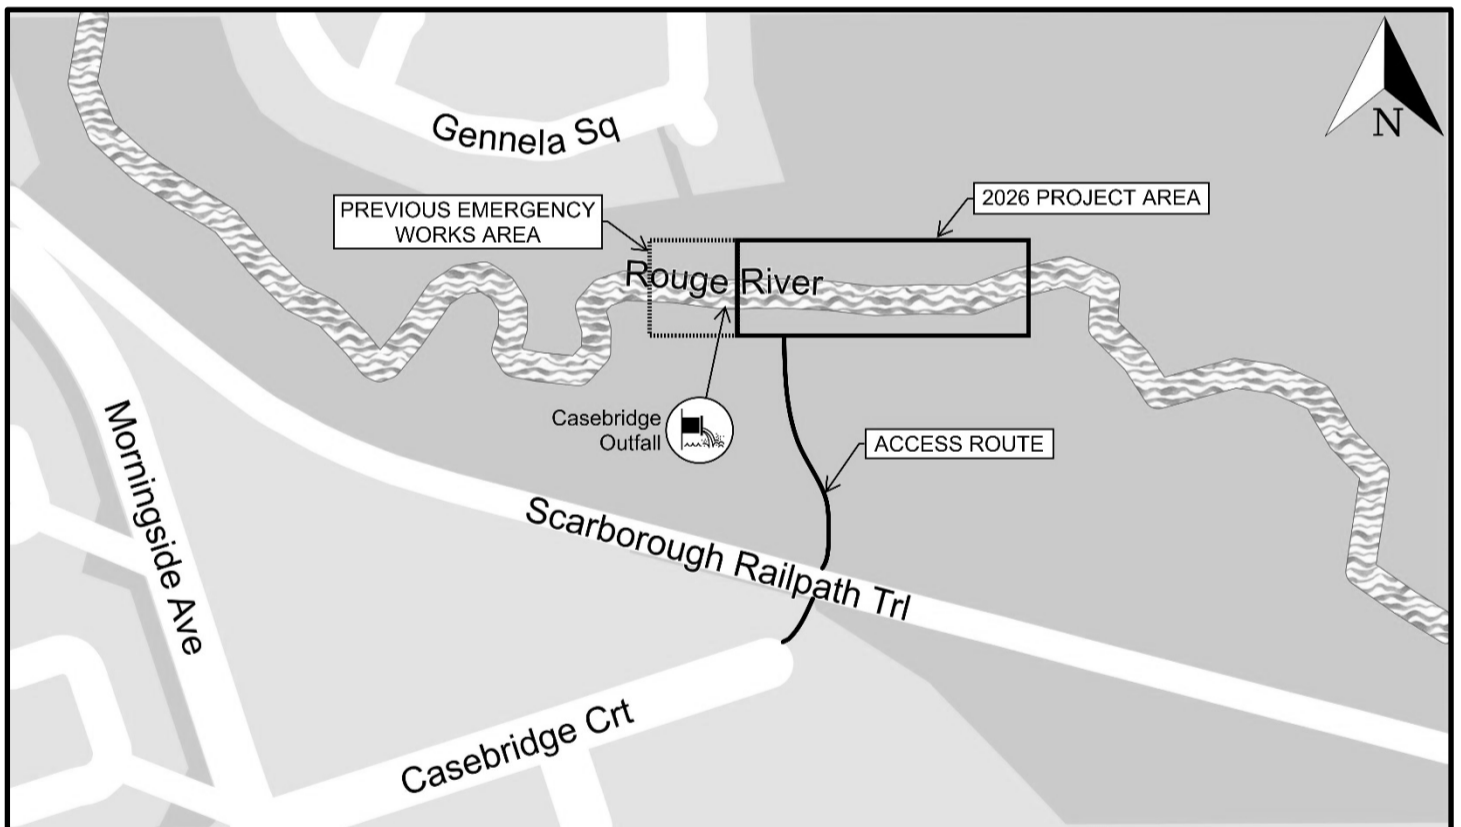 N
Gennela Sq
2026 PROJECT AREA
PREVIOUS EMERGENCY
WORKS AREA
Rouge River
Casebridge
Outfall
ACCESS ROUTE
Morningside Ave
Scarborough Railpath Trl
Casebridge Crt